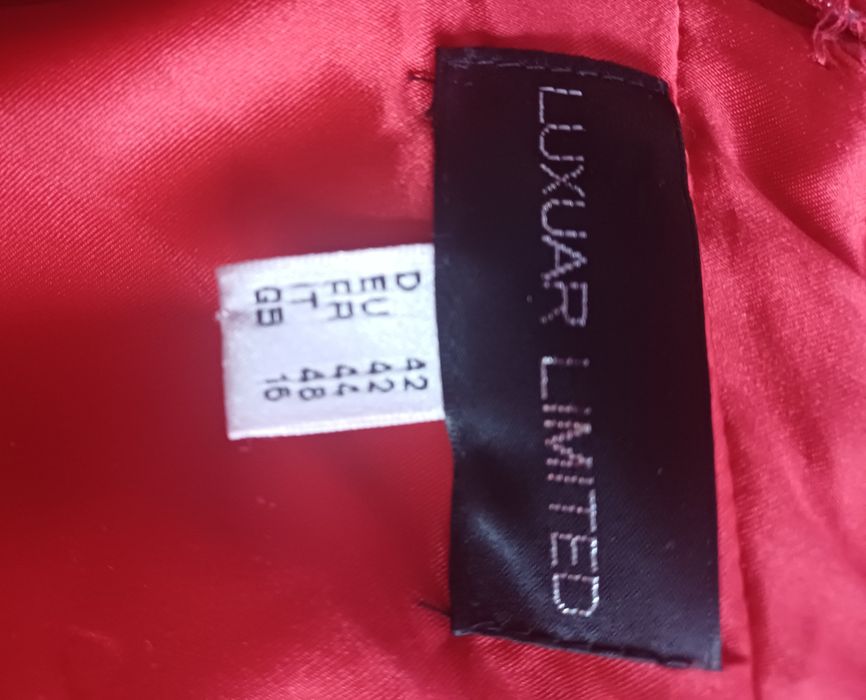 LUXUAR LIMITED
D 42
EU 42
FR 44
IT 48
GB 16